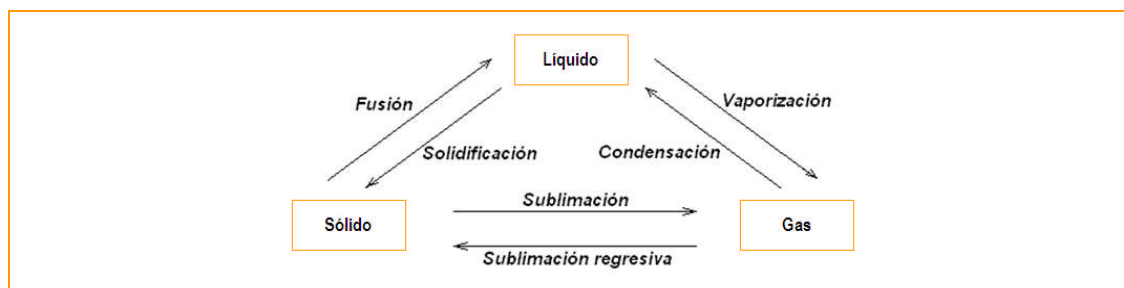 Líquido
Fusión
Vaporización
Solidificación
Condensación
Sublimación
Sólido
Gas
Sublimación regresiva